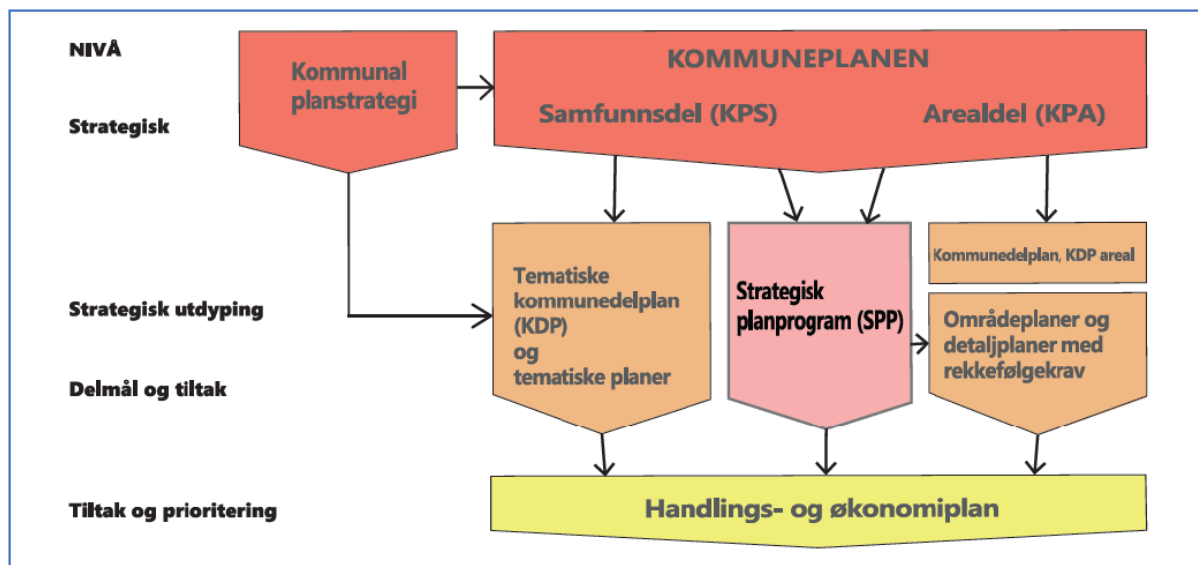 NIVÅ
Kommunal
planstrategi
KOMMUNEPLANEN
Strategisk
Samfunnsdel (KPS)
Arealdel (KPA)
Strategisk utdyping
Delmål og tiltak
Tematiske
kommunedelplan
(KDP)
og
tematiske planer
Strategisk
planprogram (SPP)
Kommunedelplan, KDP areal
Områdeplaner og
detaljplaner med
rekkefølgekrav
Tiltak og prioritering
Handlings- og økonomiplan